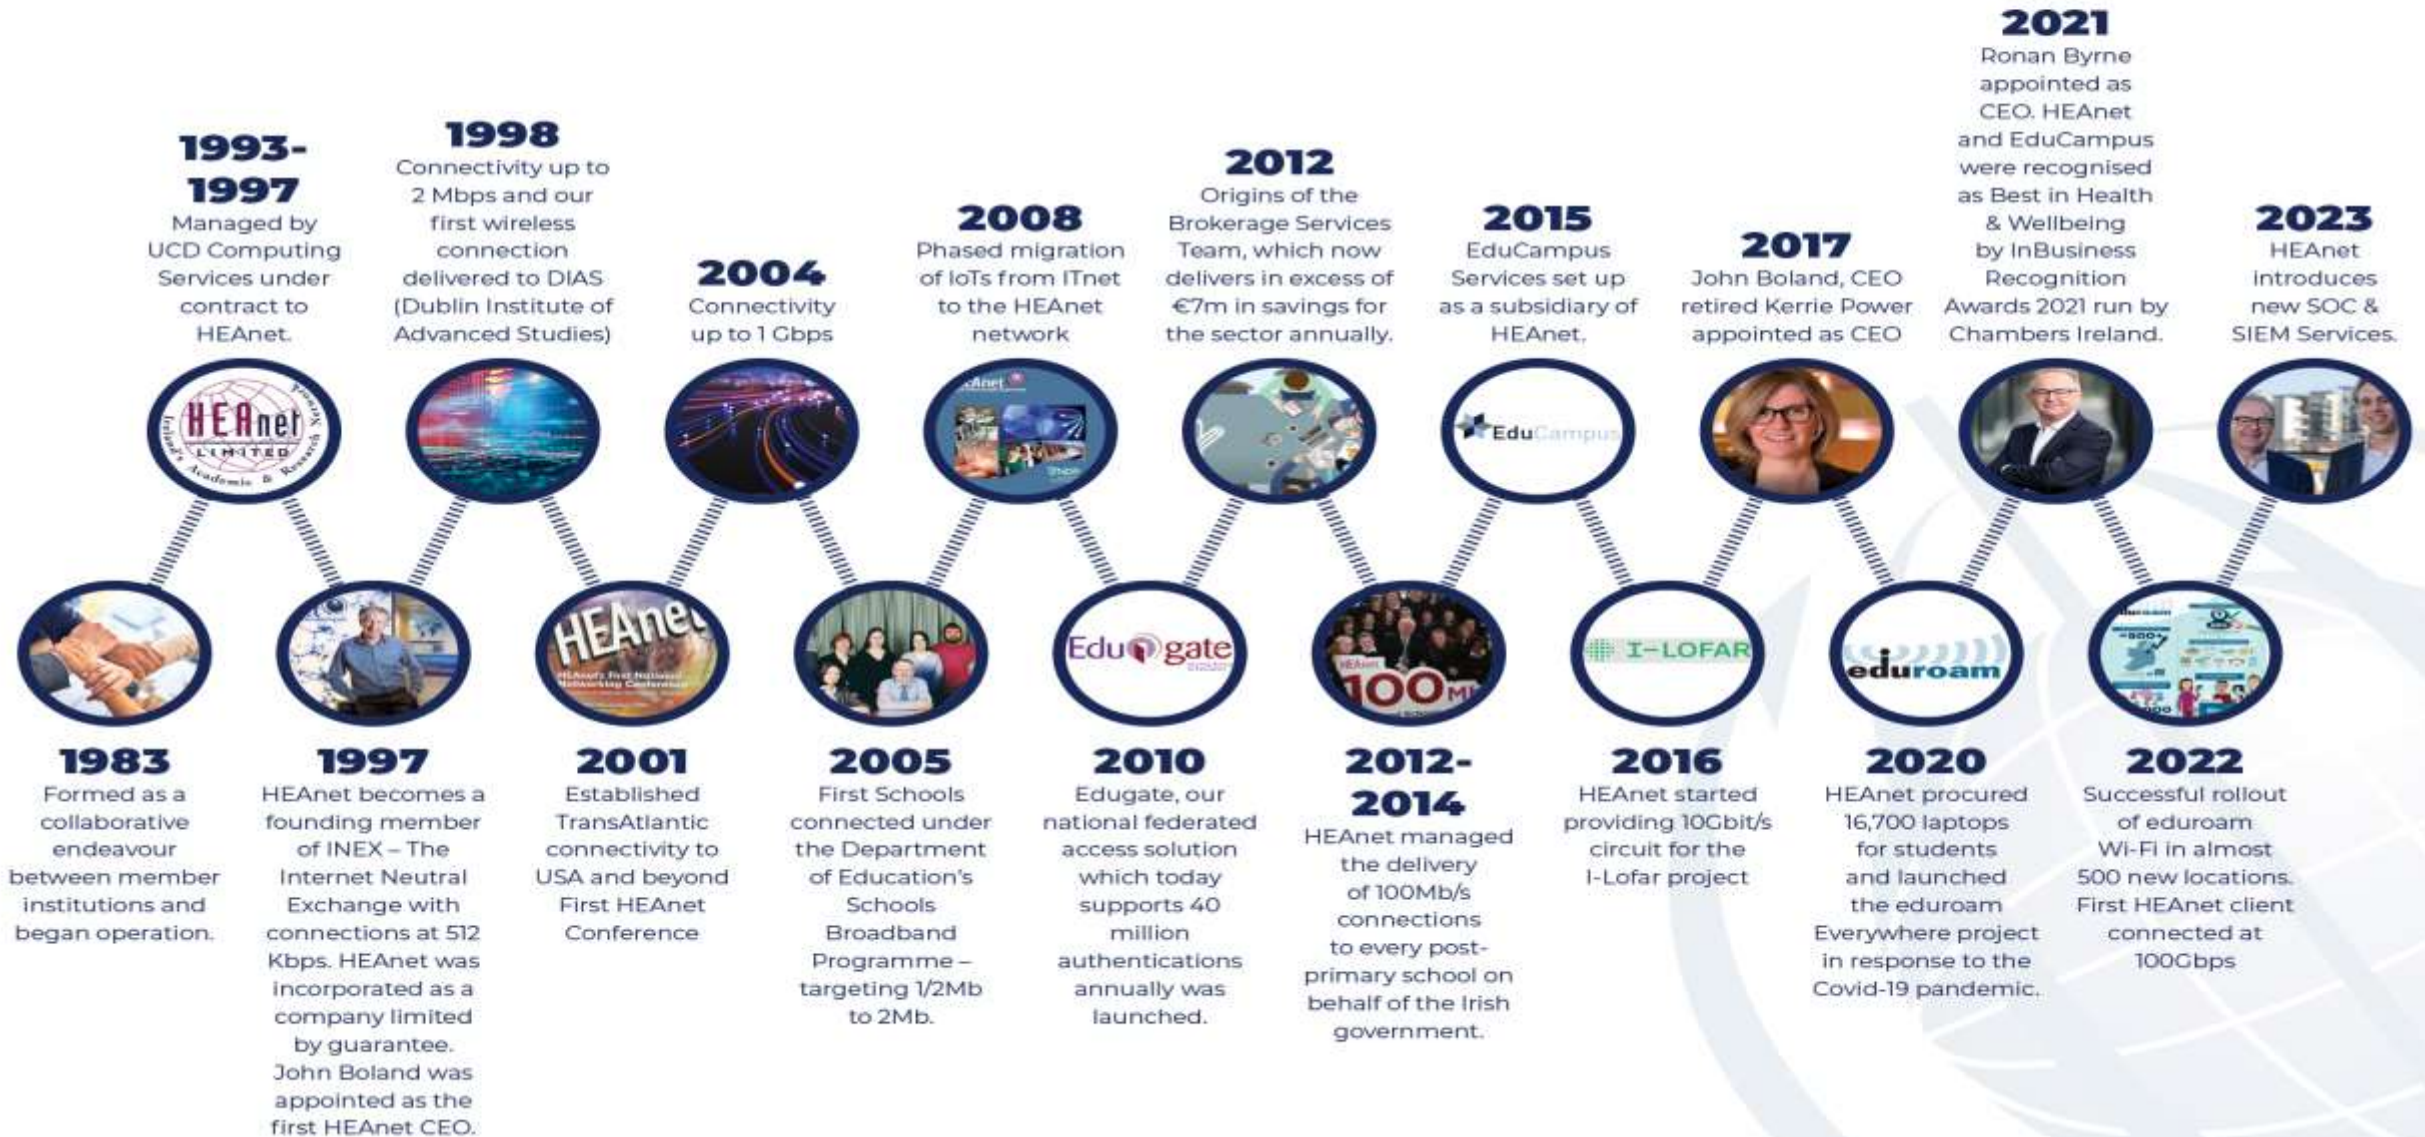 1983
Formed as a
collaborative
endeavour
between member
institutions and
began operation.
1993-
1997
Managed by
UCD Computing
Services under
contract to
HEAnet.
HEAnet
LIMITED
Ireland's Academic & Research Network
1997
HEAnet becomes a
founding member
of INEX – The
Internet Neutral
Exchange with
connections at 512
Kbps. HEAnet was
incorporated as a
company limited
by guarantee.
John Boland was
appointed as the
first HEAnet CEO.
1998
Connectivity up to
2 Mbps and our
first wireless
connection
delivered to DIAS
(Dublin Institute of
Advanced Studies)
HEAnet
HEAnet's First National
Networking Conference
2001
Established
TransAtlantic
connectivity to
USA and beyond
First HEAnet
Conference
2004
Connectivity
up to 1 Gbps
2005
First Schools
connected under
the Department
of Education's
Schools
Broadband
Programme –
targeting 1/2Mb
to 2Mb.
2008
Phased migration
of IoTs from ITnet
to the HEAnet
network
Edugate
2010
Edugate, our
national federated
access solution
which today
supports 40
million
authentications
annually was
launched.
2012
Origins of the
Brokerage Services
Team, which now
delivers in excess of
€7m in savings for
the sector annually.
HEAnet
100
2012-
2014
HEAnet managed
the delivery
of 100Mb/s
connections
to every post-
primary school on
behalf of the Irish
government.
2015
EduCampus
Services set up
as a subsidiary of
HEAnet.
EduCampus
I-LOFAR
2016
HEAnet started
providing 10Gbit/s
circuit for the
I-Lofar project
2017
John Boland, CEO
retired Kerrie Power
appointed as CEO
eduroam
2020
HEAnet procured
16,700 laptops
for students
and launched
the eduroam
Everywhere project
in response to the
Covid-19 pandemic.
2021
Ronan Byrne
appointed as
CEO. HEAnet
and EduCampus
were recognised
as Best in Health
& Wellbeing
by InBusiness
Recognition
Awards 2021 run by
Chambers Ireland.
2022
Successful rollout
of eduroam
Wi-Fi in almost
500 new locations.
First HEAnet client
connected at
100Gbps
2023
HEAnet
introduces
new SOC &
SIEM Services.